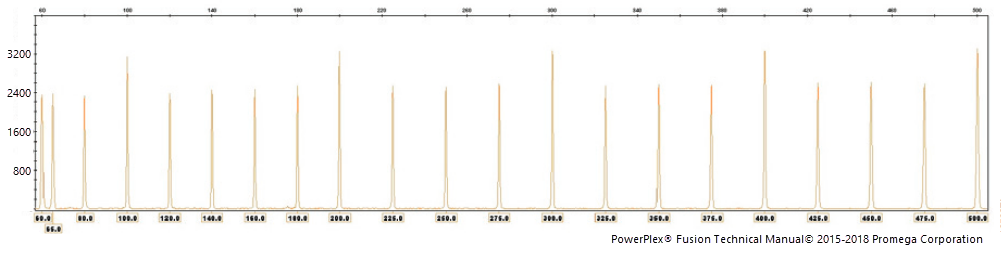 60 100 140 180 220 260 300 340 380 420 460 500
3200
2400
1600
800
60.0 80.0 100.0 120.0 140.0 160.0 180.0 200.0 225.0 250.0 275.0 300.0 325.0 350.0 375.0 400.0 425.0 450.0 475.0 500.0
65.0
PowerPlex® Fusion Technical Manual© 2015-2018 Promega Corporation